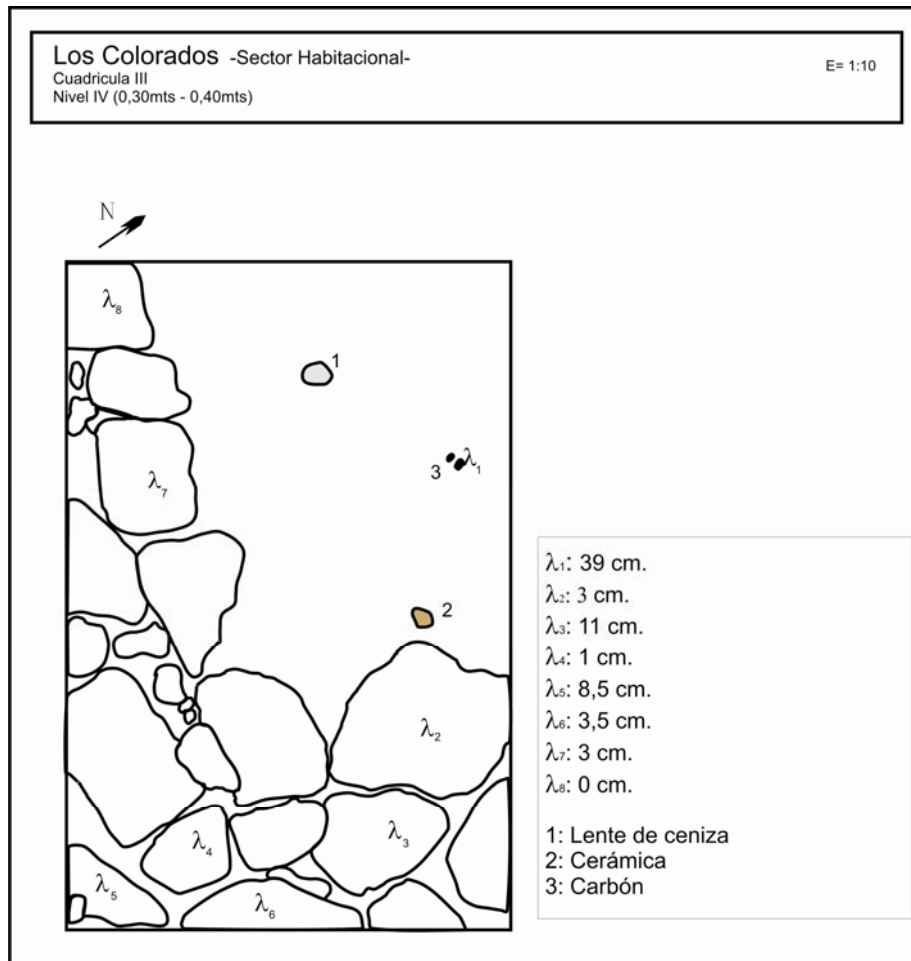 Los Colorados -Sector Habitacional-
E= 1:10
Cuadricula III
Nivel IV (0,30mts - 0,40mts)
N
λ8
1
3 λ1
λ7
2
λ2
λ4
λ3
λ5
λ6
λ1: 39 cm.
λ2: 3 cm.
λ3: 11 cm.
λ4: 1 cm.
λ5: 8,5 cm.
λ6: 3,5 cm.
λ7: 3 cm.
λ8: 0 cm.
1: Lente de ceniza
2: Cerámica
3: Carbón